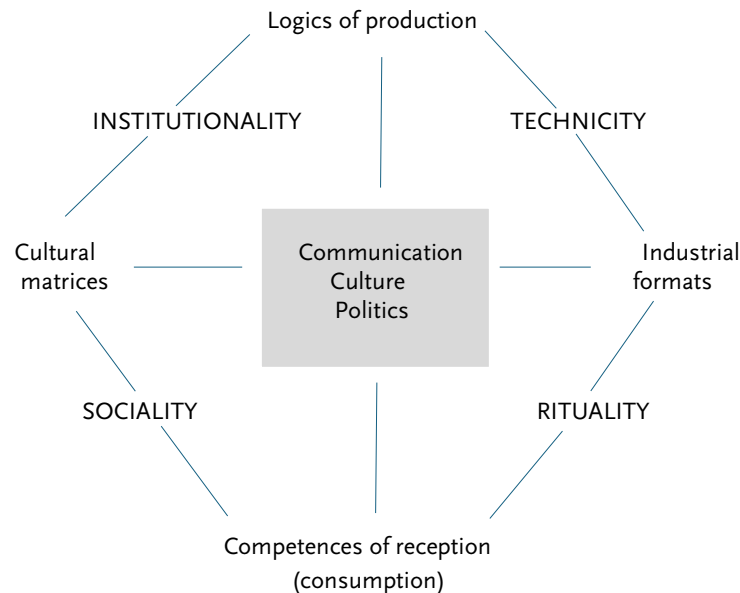 Logics of production
INSTITUTIONALITY
TECHNICITY
Cultural
matrices
Communication
Culture
Politics
Industrial
formats
SOCIALITY
RITUALITY
Competences of reception
(consumption)